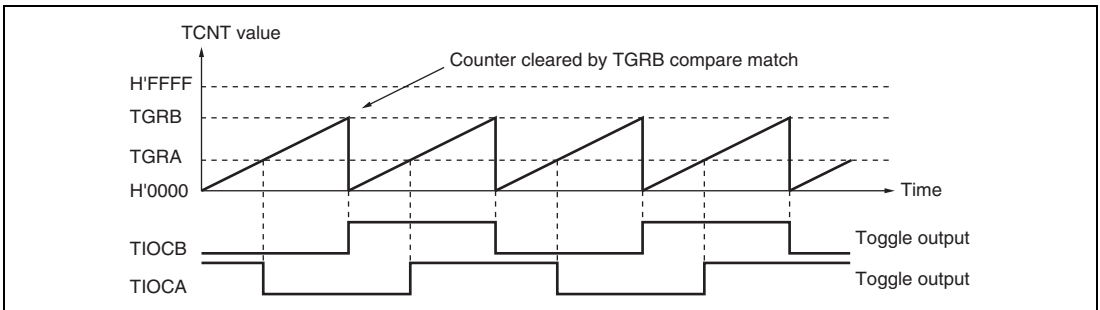 TCNT value
Counter cleared by TGRB compare match
H'FFFF
TGRB
TGRA
H'0000
Time
TIOCB
Toggle output
TIOCA
Toggle output